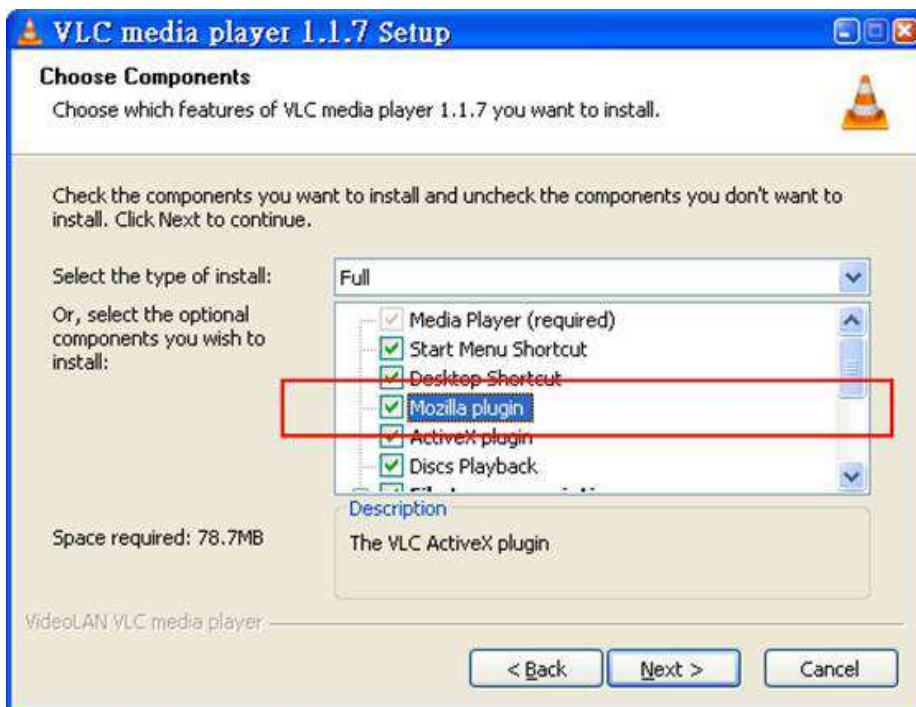 VLC media player 1.1.7 Setup
Choose Components
Choose which features of VLC media player 1.1.7 you want to install.
Check the components you want to install and uncheck the components you don't want to
install. Click Next to continue.
Select the type of install:
Full
Or, select the optional
components you wish to
install:
Media Player (required)
Start Menu Shortcut
Desktop Shortcut
Mozilla plugin
ActiveX plugin
Discs Playback
Space required: 78.7MB
Description
The VLC ActiveX plugin
VideoLAN VLC media player
< Back
Next >
Cancel